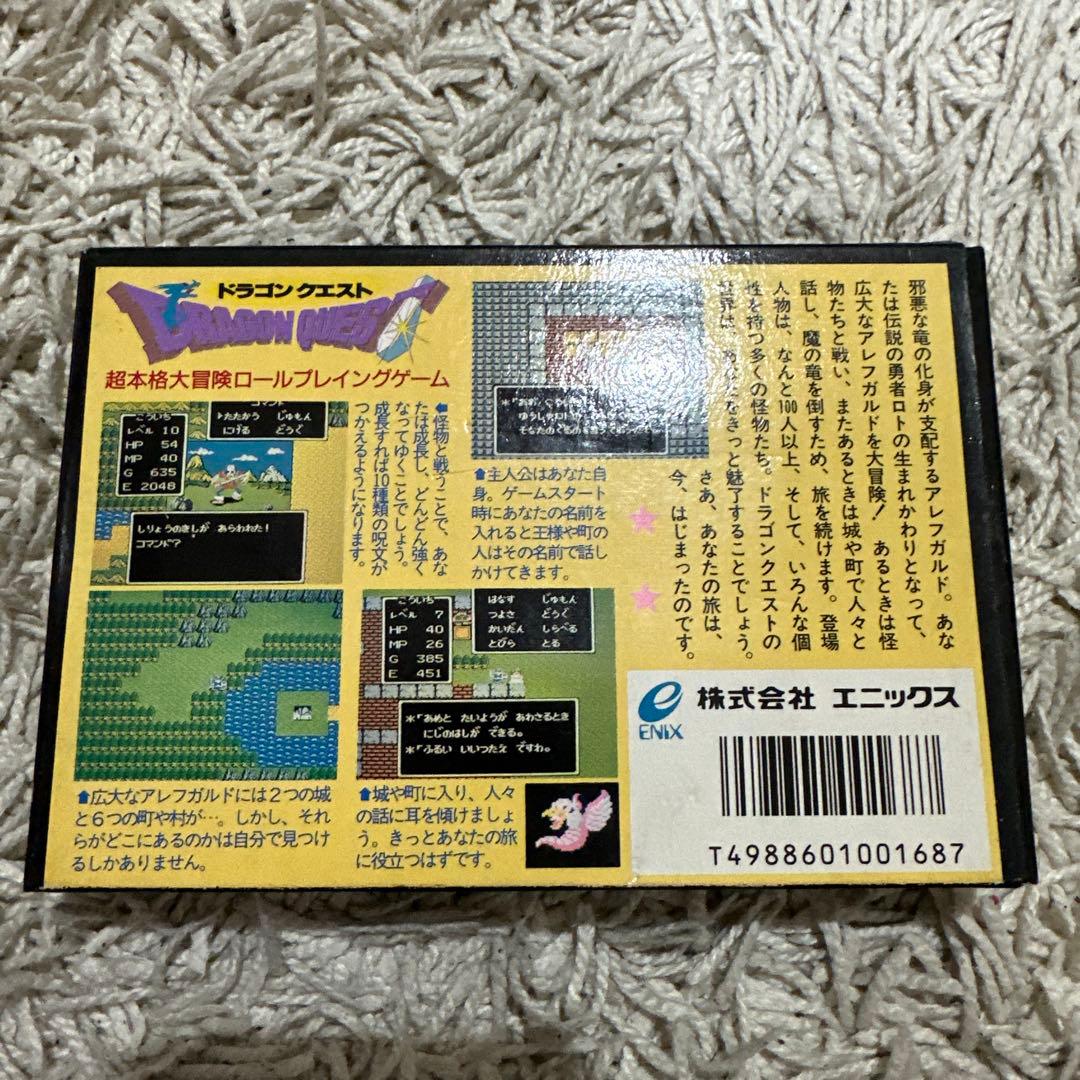 ドラゴン クエスト
DRAGON QUEST
超本格大冒険ロールプレイングゲーム
こういち
レベル 10
HP 54
MP 40
G 635
E 2048
コマンド
たたかう じゅもん
にげる どうぐ
しりょうのきしが あらわれた!
コマンド?
⬅怪物と戦うことで、あな
たは成長し、どんどん強く
なってゆくことでしょう。
成長すれば10種類の呪文が
つかえるようになります。
⬆主人公はあなた自
身。ゲームスタート
時にあなたの名前を
入れると王様や町の
人はその名前で話し
かけてきます。
邪悪な竜の化身が支配するアレフガルド。あな
たは伝説の勇者ロトの生まれかわりとなって、
広大なアレフガルドを大冒険! あるときは怪
物たちと戦い、またあるときは城や町で人々と
話し、魔の竜を倒すため、旅を続けます。登場
人物は、なんと100人以上、そして、いろんな個
性を持つ多くの怪物たち。ドラゴンクエストの
世界は、あなたをきっと魅了することでしょう。
さあ、あなたの旅は、
今、はじまったのです。
⬆広大なアレフガルドには2つの城
と6つの町や村が…。しかし、それ
らがどこにあるのかは自分で見つけ
るしかありません。
こういち
レベル 7
HP 40
MP 26
G 385
E 451
はなす じゅもん
つよさ どうぐ
かいだん しらべる
とびら とる
*「あめと たいようが あわさるとき
にじのはしが できる。
*「ふるい いいつたえ ですわ。
⬆城や町に入り、人々
の話に耳を傾けましょ
う。きっとあなたの旅
に役立つはずです。
e ENIX
株式会社 エニックス
T4988601001687